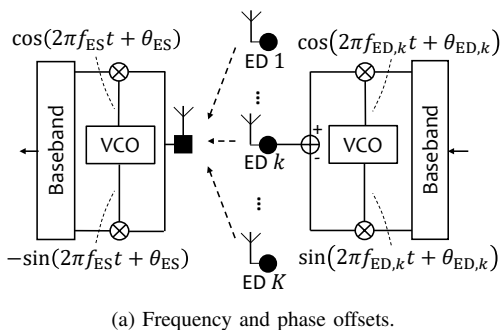 cos(2πf_ES t + θ_ES)
Baseband
VCO
−sin(2πf_ES t + θ_ES)
ED 1
...
ED k
...
ED K
cos(2πf_ED,k t + θ_ED,k)
+
-
VCO
Baseband
sin(2πf_ED,k t + θ_ED,k)
(a) Frequency and phase offsets.